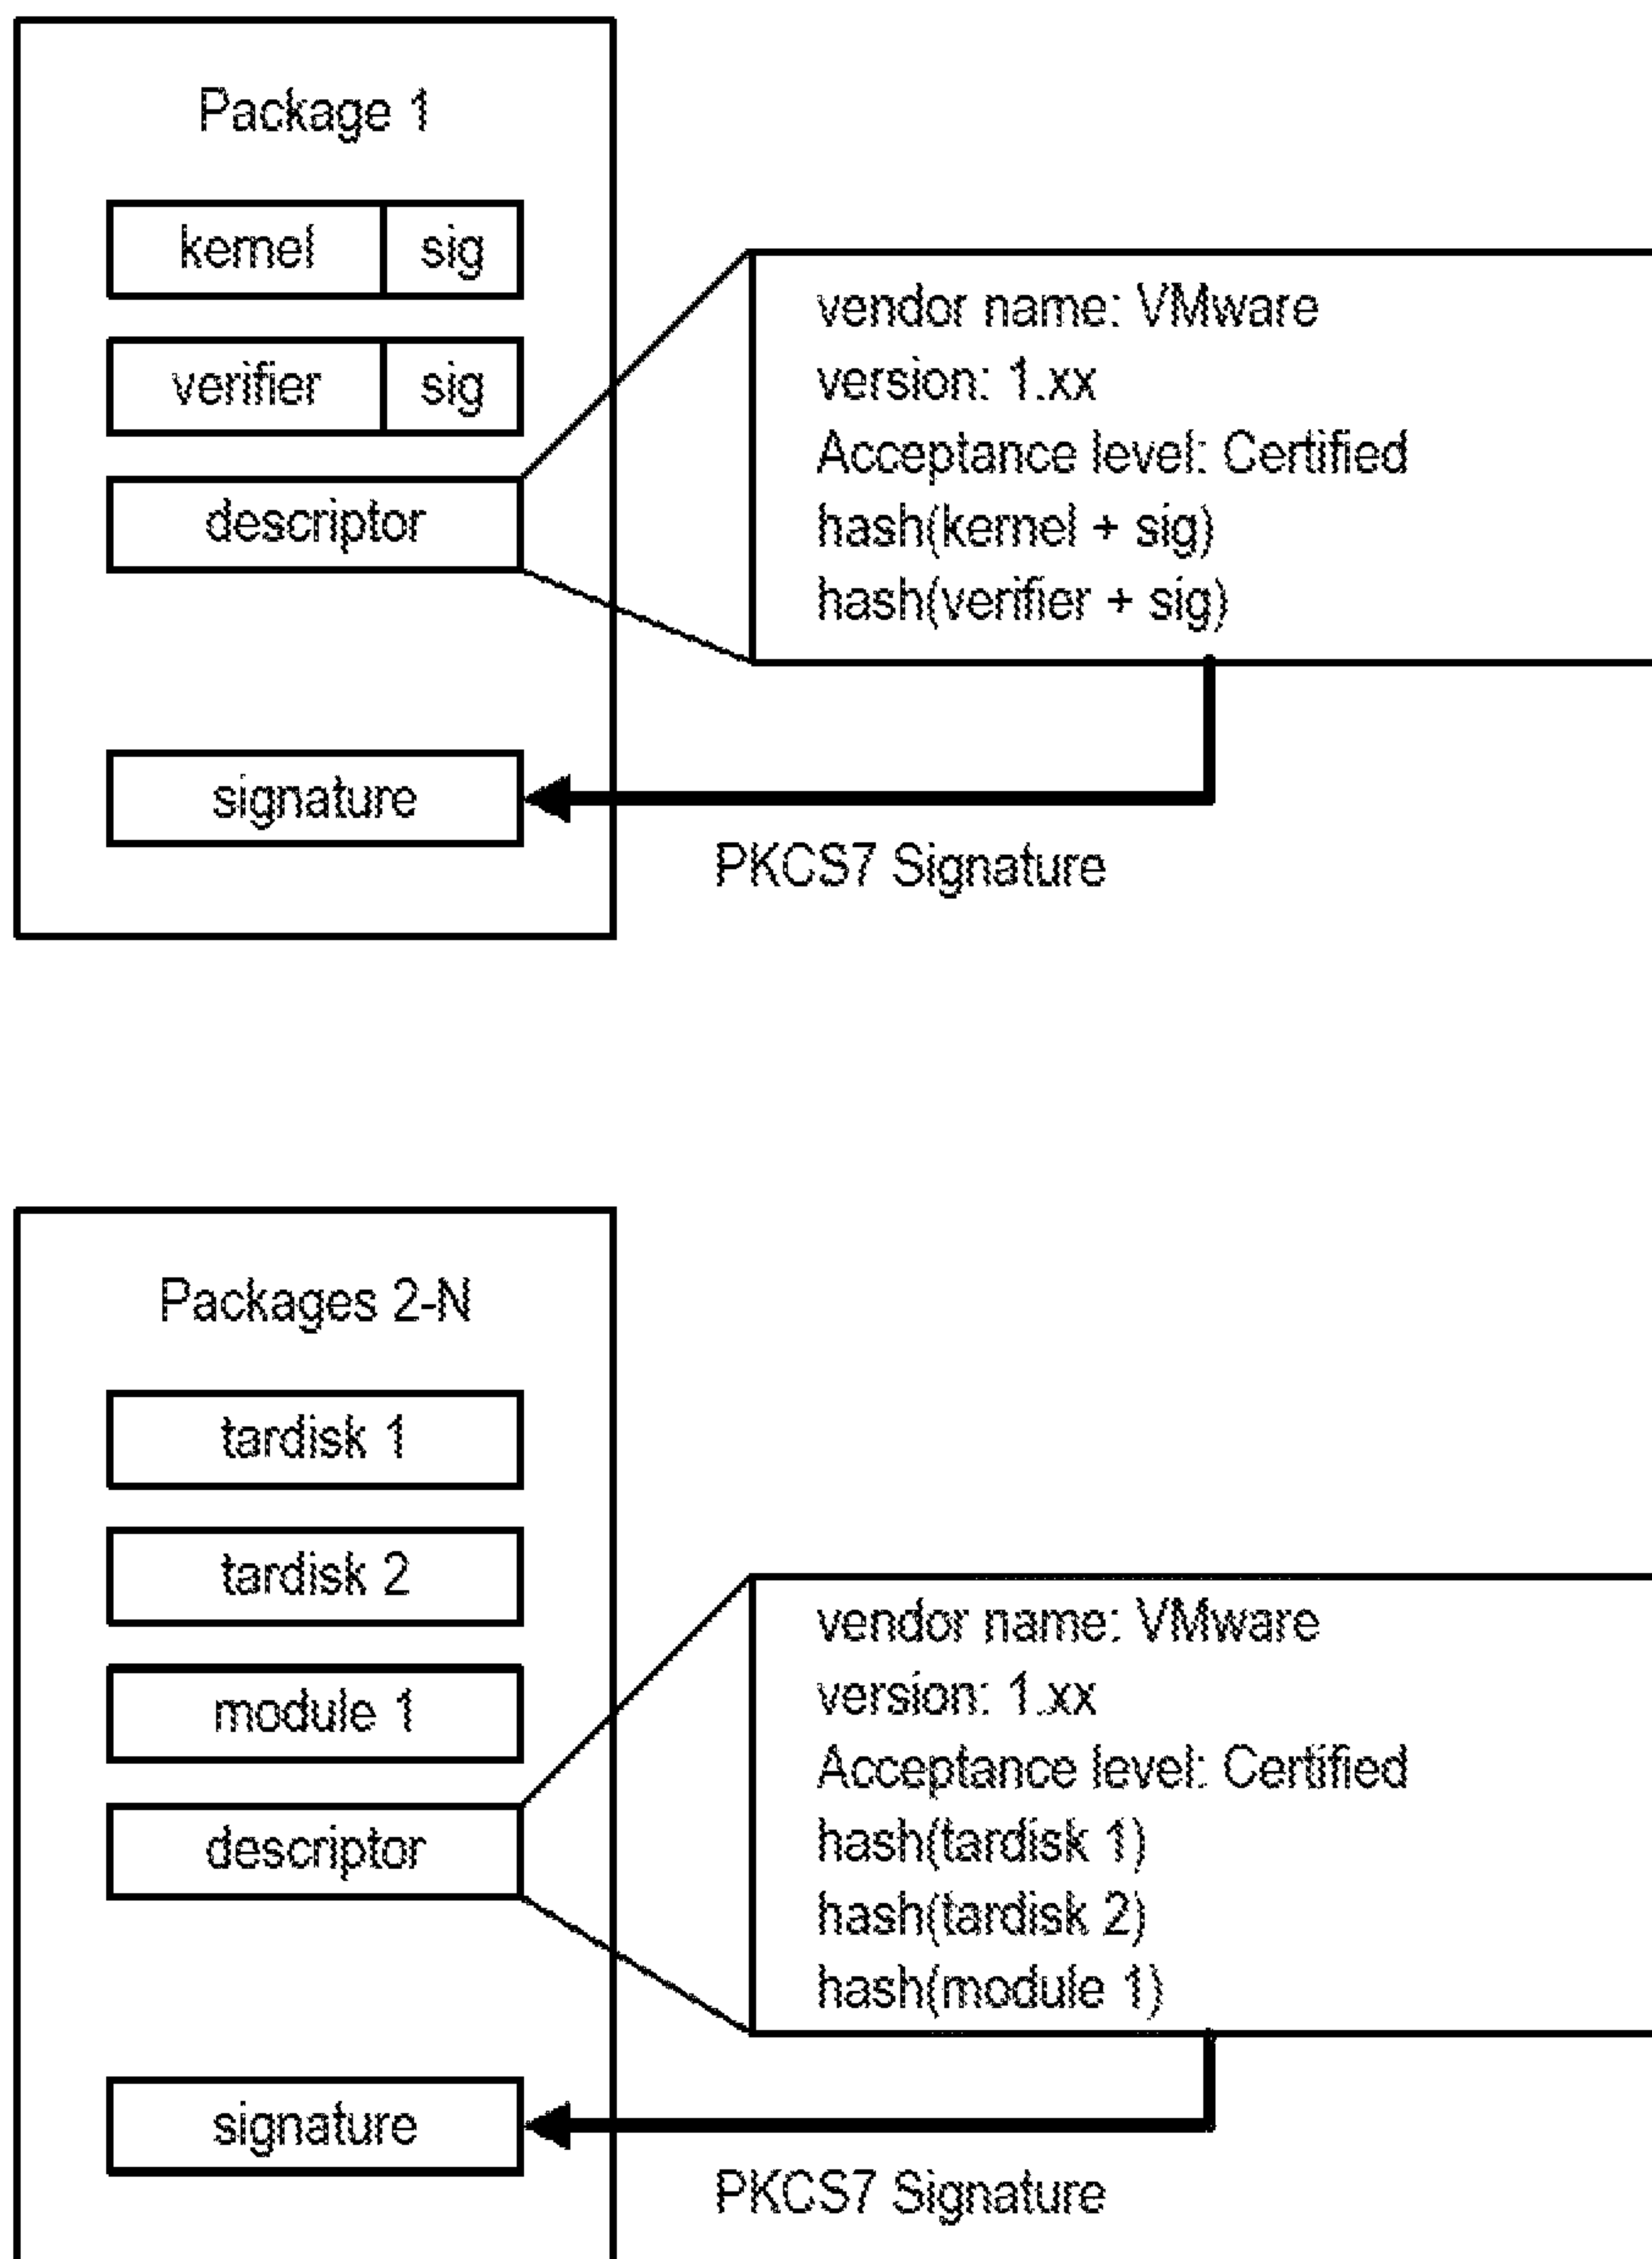 Package 1
kernel sig
verifier sig
descriptor
vendor name: VMware
version: 1.xx
Acceptance level: Certified
hash(kernel + sig)
hash(verifier + sig)
signature
PKCS7 Signature
Packages 2-N
tardisk 1
tardisk 2
module 1
descriptor
vendor name: VMware
version: 1.xx
Acceptance level: Certified
hash(tardisk 1)
hash(tardisk 2)
hash(module 1)
signature
PKCS7 Signature